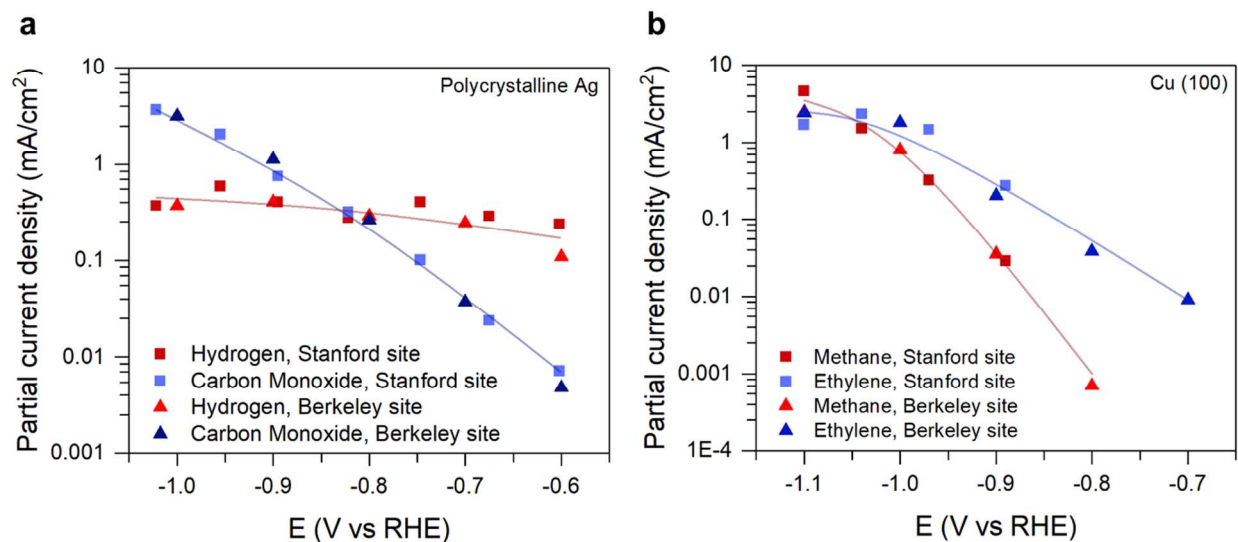 a
Polycrystalline Ag
Partial current density (mA/cm²)
10
1
0.1
0.01
0.001
Hydrogen, Stanford site
Carbon Monoxide, Stanford site
Hydrogen, Berkeley site
Carbon Monoxide, Berkeley site
-1.0 -0.9 -0.8 -0.7 -0.6
E (V vs RHE)
b
Cu (100)
Partial current density (mA/cm²)
10
1
0.1
0.01
0.001
1E-4
Methane, Stanford site
Ethylene, Stanford site
Methane, Berkeley site
Ethylene, Berkeley site
-1.1 -1.0 -0.9 -0.8 -0.7
E (V vs RHE)